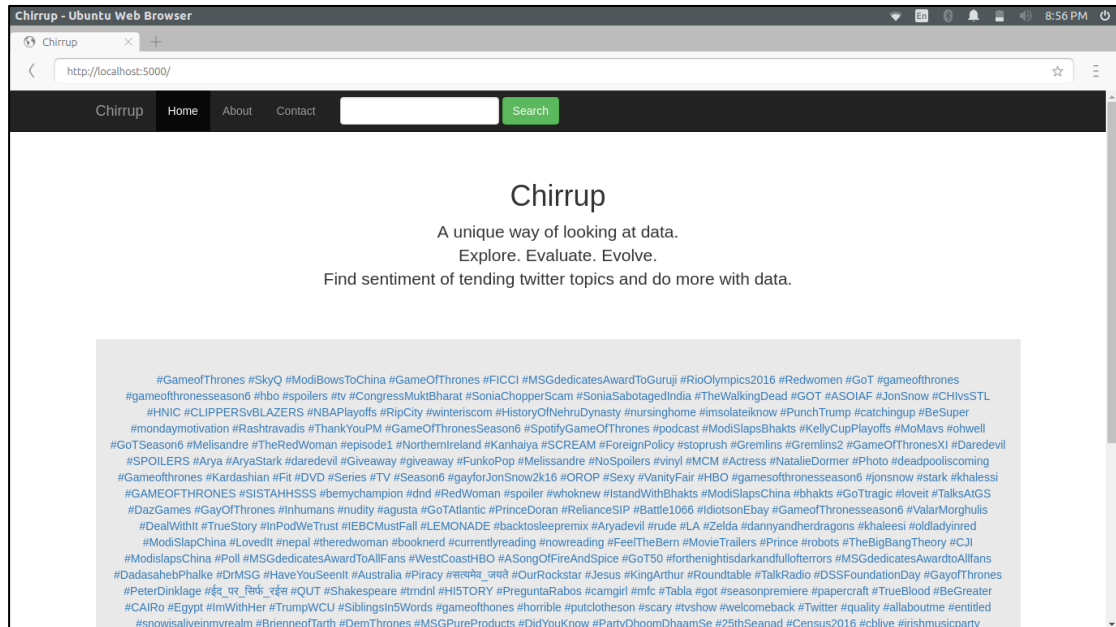 Chirrup - Ubuntu Web Browser En 8:56 PM
Chirrup
http://localhost:5000/
Chirrup Home About Contact Search
Chirrup
A unique way of looking at data.
Explore. Evaluate. Evolve.
Find sentiment of tending twitter topics and do more with data.
#GameofThrones #SkyQ #ModiBowsToChina #GameOfThrones #FICCI #MSGdedicatesAwardToGuruji #RioOlympics2016 #Redwomen #GoT #gameofthrones
#gameofthronesseason6 #hbo #spoilers #tv #CongressMuktBharat #SoniaChopperScam #SoniaSabotagedIndia #TheWalkingDead #GOT #ASOIAF #JonSnow #CHIvsSTL
#HNIC #CLIPPERSvBLAZERS #NBAPlayoffs #RipCity #winteriscom #HistoryOfNehruDynasty #nursinghome #imsolateiknow #PunchTrump #catchingup #BeSuper
#mondaymotivation #Rashtravadis #ThankYouPM #GameOfThronesSeason6 #SpotifyGameOfThrones #podcast #ModiSlapsBhakts #KellyCupPlayoffs #MoMavs #ohwell
#GoTSeason6 #Melisandre #TheRedWoman #episode1 #NorthernIreland #Kanhaiya #SCREAM #ForeignPolicy #stoprush #Gremlins #Gremlins2 #GameOfThronesXI #Daredevil
#SPOILERS #Arya #AryaStark #daredevil #Giveaway #giveaway #FunkoPop #Melissandre #NoSpoilers #vinyl #MCM #Actress #NatalieDormer #Photo #deadpooliscoming
#Gameofthrones #Kardashian #Fit #DVD #Series #TV #Season6 #gayforJonSnow2k16 #OROP #Sexy #VanityFair #HBO #gamesofthronesseason6 #jonsnow #stark #khalessi
#GAMEOFTHRONES #SISTAHHSSS #bemychampion #dnd #RedWoman #spoiler #whoknew #IstandWithBhakts #ModiSlapsChina #bhakts #GoTtragic #loveit #TalksAtGS
#DazGames #GayOfThrones #Inhumans #nudity #agusta #GoTAtlantic #PrinceDoran #RelianceSIP #Battle1066 #IdiotsonEbay #GameofThronesseason6 #ValarMorghulis
#DealWithIt #TrueStory #InPodWeTrust #IEBCMustFall #LEMONADE #backtosleepremix #Aryadevil #rude #LA #Zelda #dannyandherdragons #khaleesi #oldladyinred
#ModiSlapChina #LovedIt #nepal #theredwoman #booknerd #currentlyreading #nowreading #FeelTheBern #MovieTrailers #Prince #robots #TheBigBangTheory #CJI
#ModislapsChina #Poll #MSGdedicatesAwardToAllFans #WestCoastHBO #ASongOfFireAndSpice #GoT50 #forthenightisdarkandfullofterrors #MSGdedicatesAwardtoAllfans
#DadasahebPhalke #DrMSG #HaveYouSeenIt #Australia #Piracy #सत्यमेव_जयते #OurRockstar #Jesus #KingArthur #Roundtable #TalkRadio #DSSFoundationDay #GayofThrones
#PeterDinklage #ईद_पर_सिर्फ_रईस #QUT #Shakespeare #trndnl #HI5TORY #PreguntaRabos #camgirl #mfc #Tabla #got #seasonpremiere #papercraft #TrueBlood #BeGreater
#CAIRo #Egypt #ImWithHer #TrumpWCU #SiblingsIn5Words #gameofthones #horrible #putclotheson #scary #tvshow #welcomeback #Twitter #quality #allaboutme #entitled
#snowisaliveinmyrealm #BrienneofTarth #DemThrones #MSGPureProducts #DidYouKnow #PartyDhoomDhaamSe #25thSeanad #Census2016 #cblive #irishmusicparty